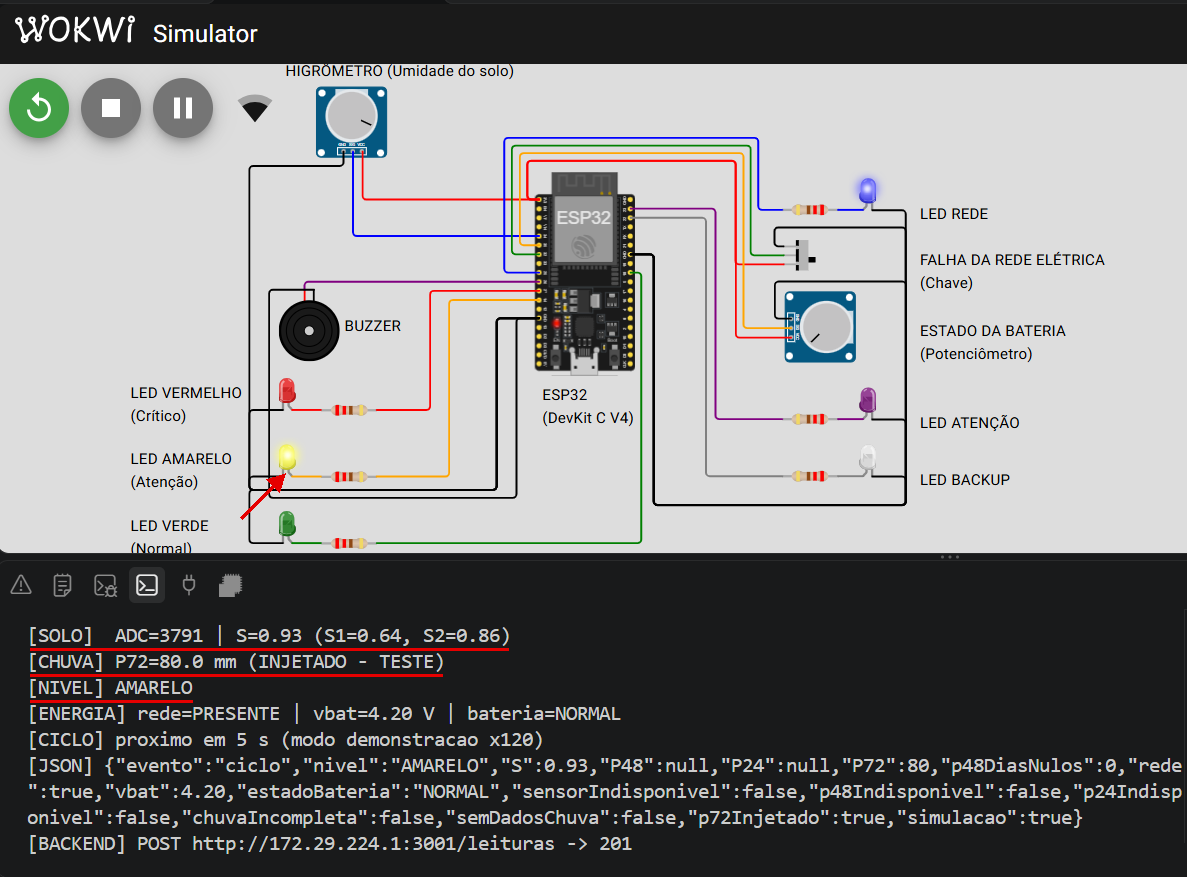 WOKWi Simulator
HIGRÔMETRO (Umidade do solo)
GND SIG VCC
ESP32
LED REDE
FALHA DA REDE ELÉTRICA
(Chave)
BUZZER
ESTADO DA BATERIA
(Potenciômetro)
LED VERMELHO
(Crítico)
ESP32
(DevKit C V4)
LED ATENÇÃO
LED AMARELO
(Atenção)
LED BACKUP
LED VERDE
(Normal)
[SOLO]  ADC=3791 | S=0.93 (S1=0.64, S2=0.86)
[CHUVA] P72=80.0 mm (INJETADO - TESTE)
[NIVEL] AMARELO
[ENERGIA] rede=PRESENTE | vbat=4.20 V | bateria=NORMAL
[CICLO] proximo em 5 s (modo demonstracao x120)
[JSON] {"evento":"ciclo","nivel":"AMARELO","S":0.93,"P48":null,"P24":null,"P72":80,"p48DiasNulos":0,"rede
":true,"vbat":4.20,"estadoBateria":"NORMAL","sensorIndisponivel":false,"p48Indisponivel":false,"p24Indisp
onivel":false,"chuvaIncompleta":false,"semDadosChuva":false,"p72Injetado":true,"simulacao":true}
[BACKEND] POST http://172.29.224.1:3001/leituras -> 201